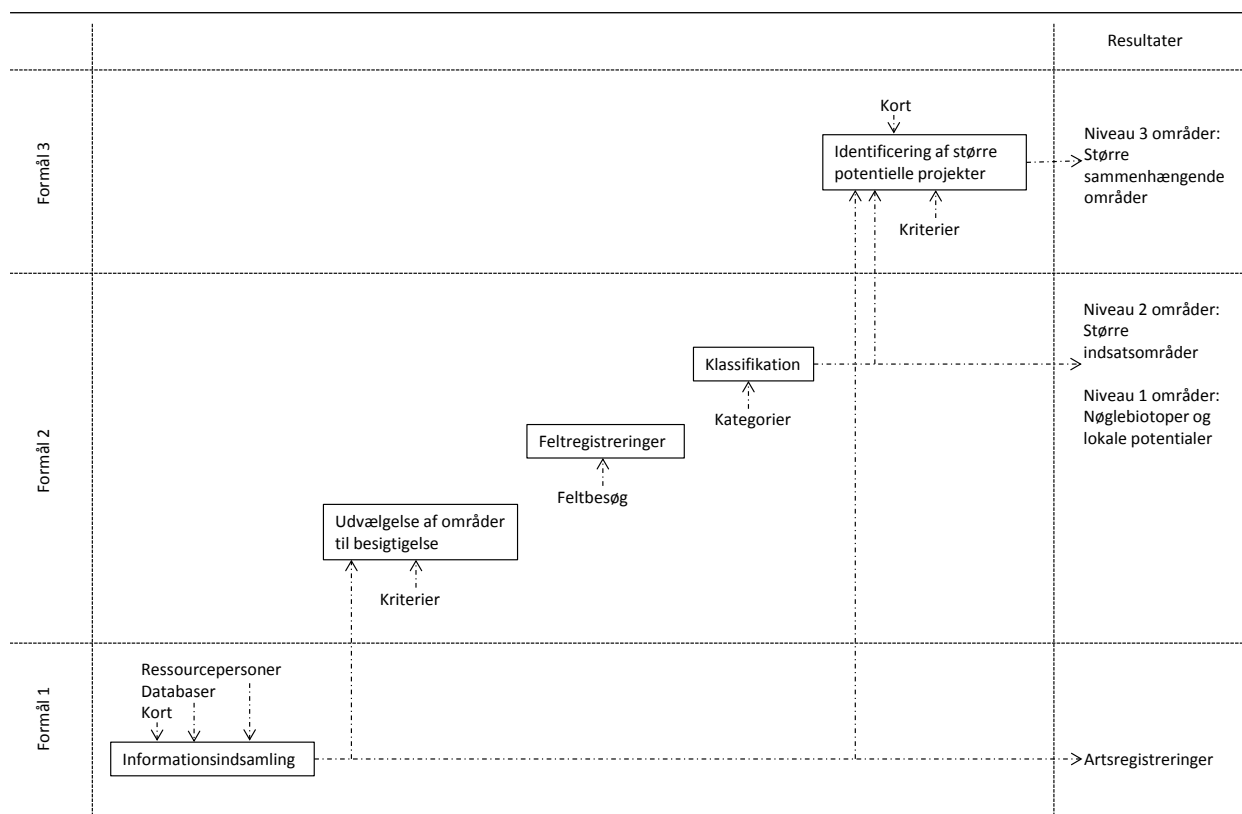 Resultater
Formål 3
Kort
Identificering af større
potentielle projekter
Kriterier
Niveau 3 områder:
Større
sammenhængende
områder
Formål 2
Klassifikation
Kategorier
Feltregistreringer
Feltbesøg
Udvælgelse af områder
til besigtigelse
Kriterier
Niveau 2 områder:
Større
indsatsområder
Niveau 1 områder:
Nøglebiotoper og
lokale potentialer
Formål 1
Ressourcepersoner
Databaser
Kort
Informationsindsamling
Artsregistreringer